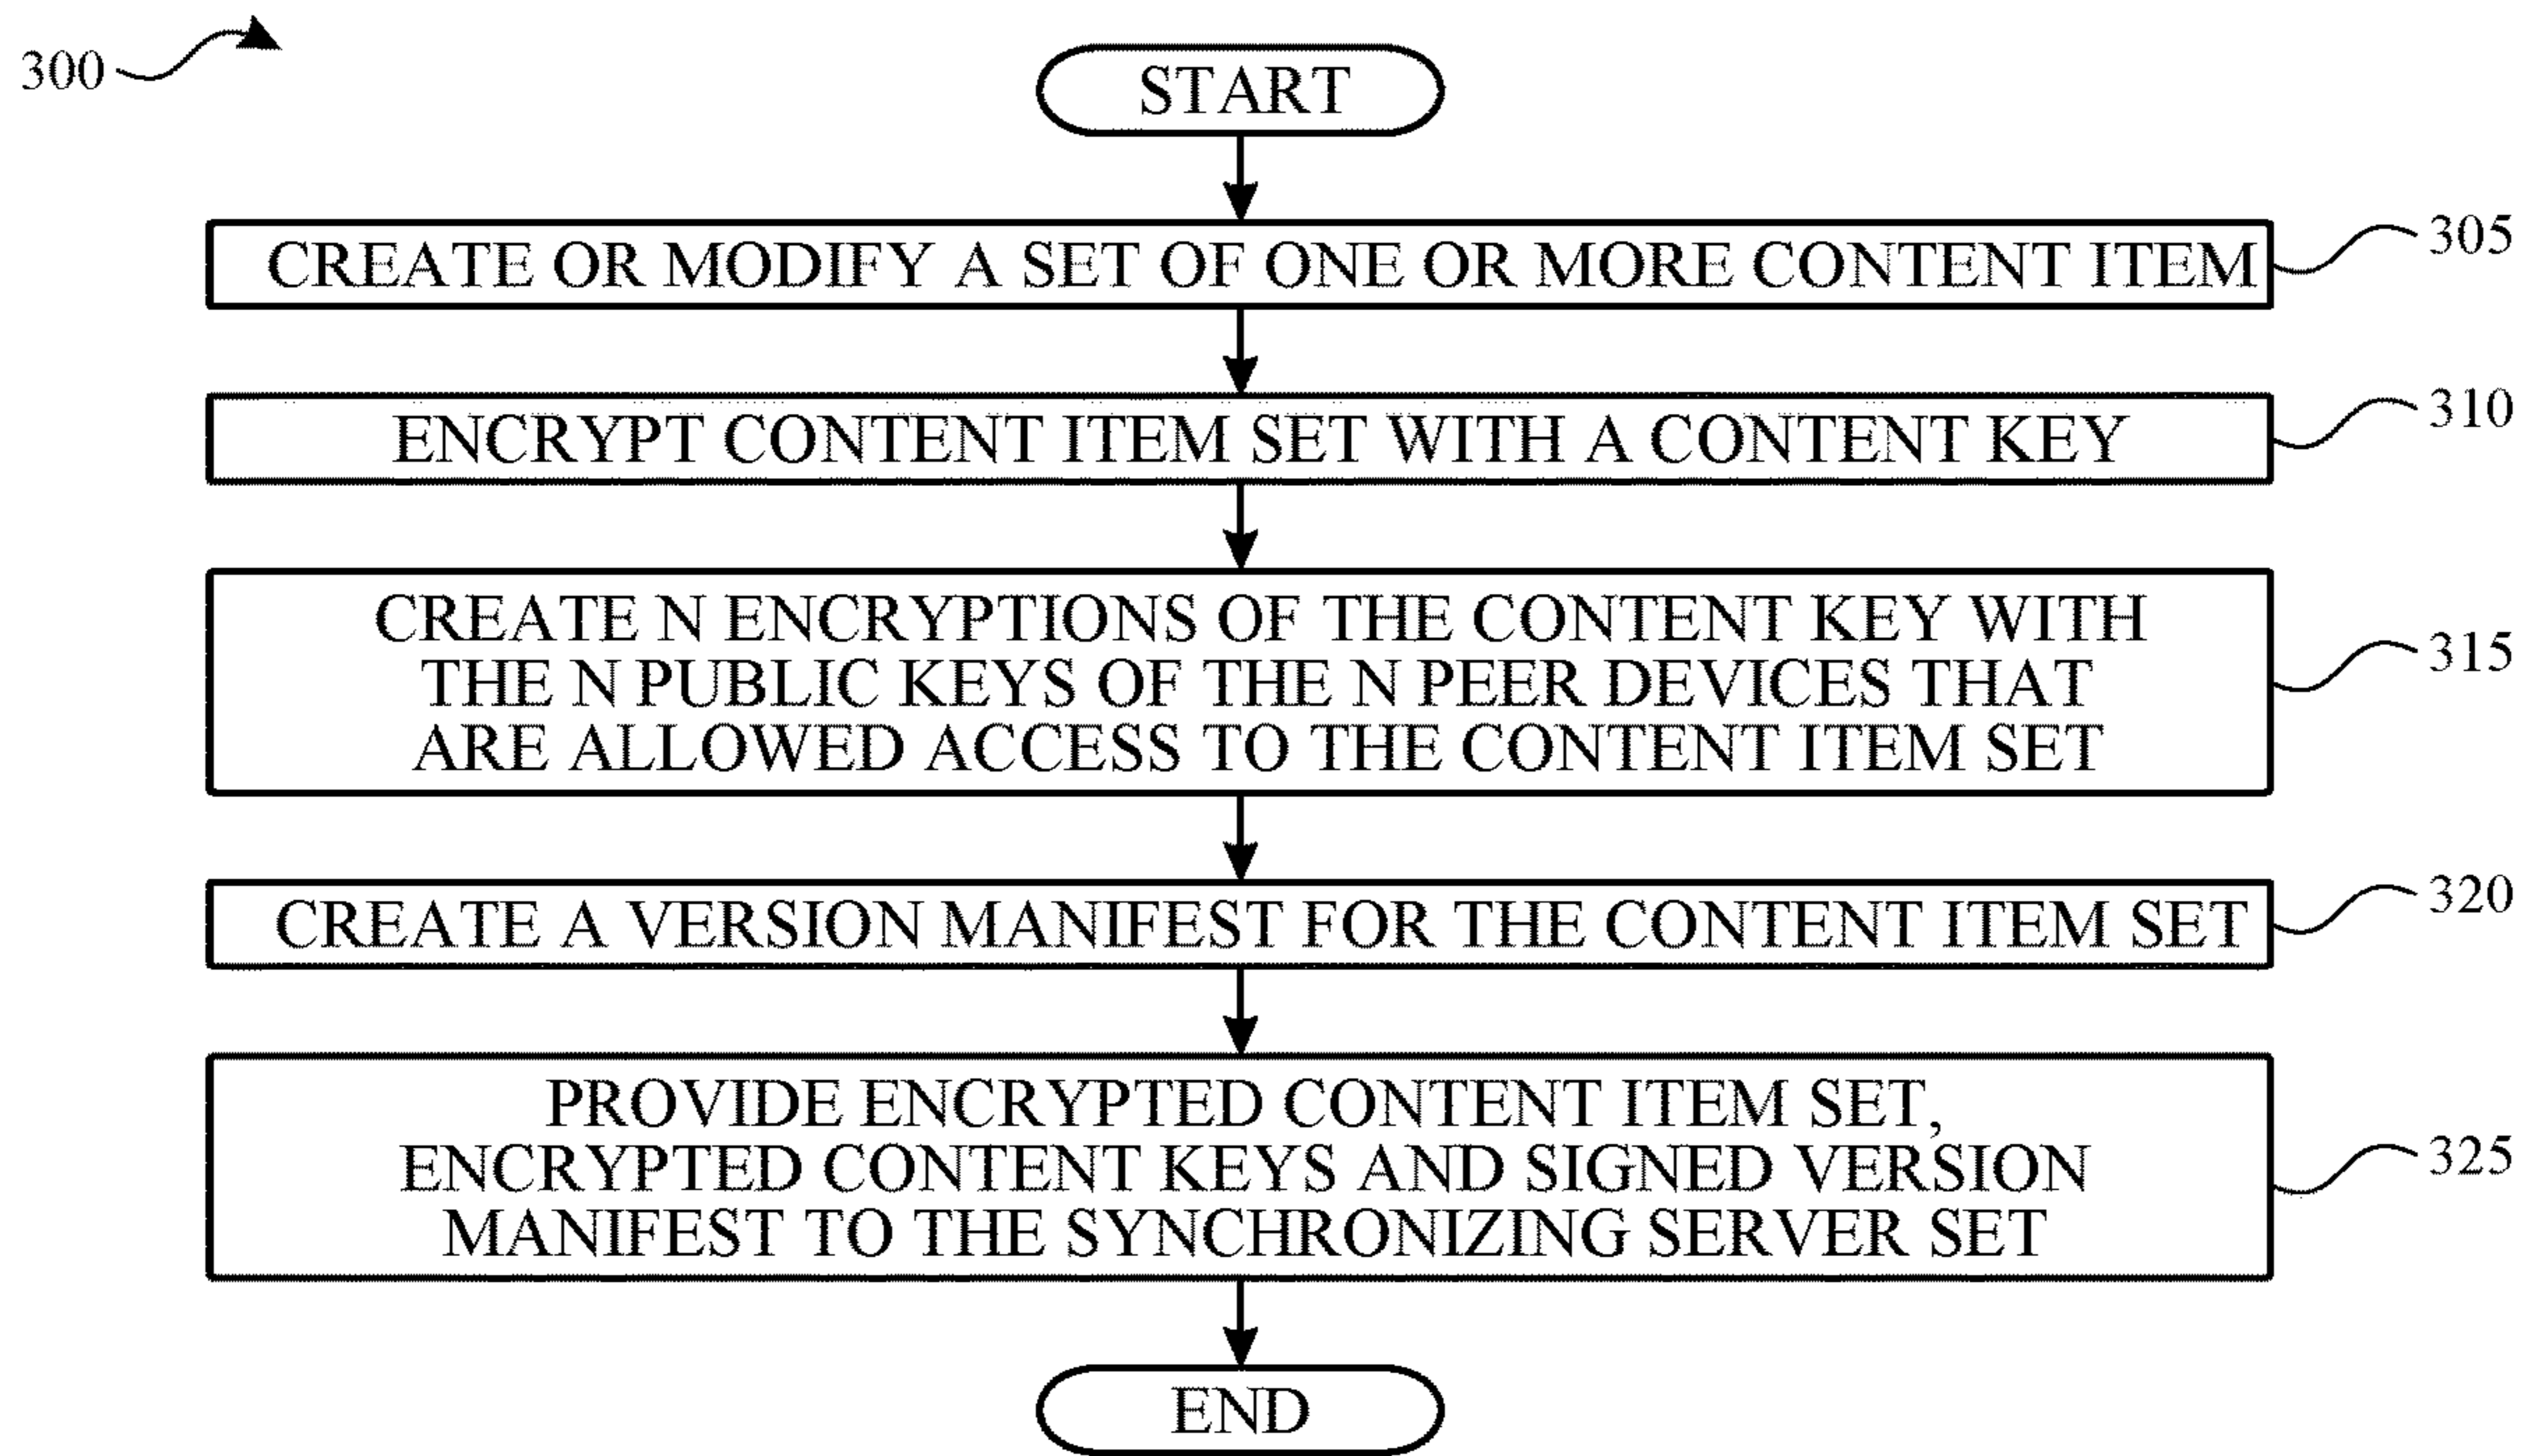 300
START
CREATE OR MODIFY A SET OF ONE OR MORE CONTENT ITEM
305
ENCRYPT CONTENT ITEM SET WITH A CONTENT KEY
310
CREATE N ENCRYPTIONS OF THE CONTENT KEY WITH
THE N PUBLIC KEYS OF THE N PEER DEVICES THAT
ARE ALLOWED ACCESS TO THE CONTENT ITEM SET
315
CREATE A VERSION MANIFEST FOR THE CONTENT ITEM SET
320
PROVIDE ENCRYPTED CONTENT ITEM SET,
ENCRYPTED CONTENT KEYS AND SIGNED VERSION
MANIFEST TO THE SYNCHRONIZING SERVER SET
325
END